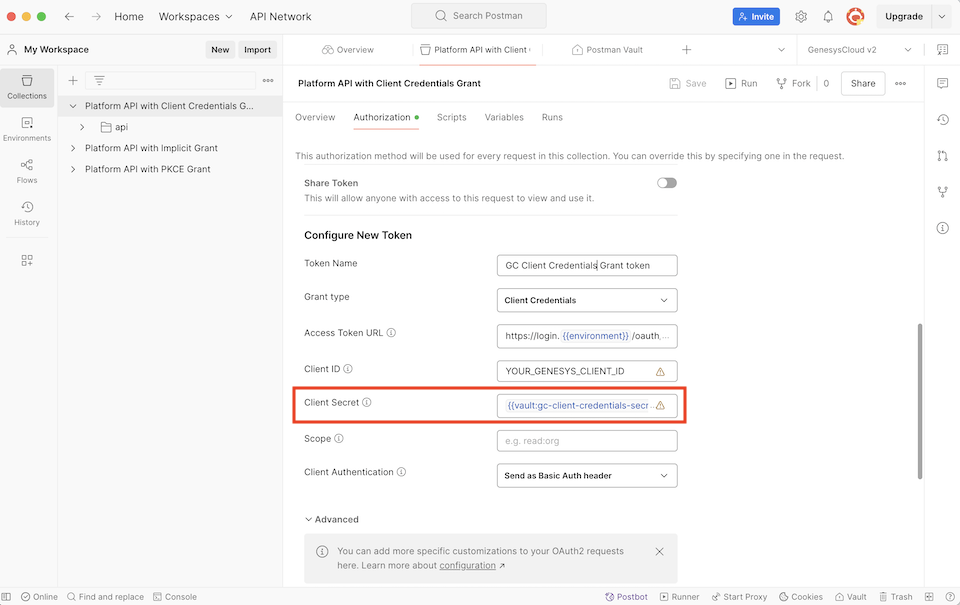 Home Workspaces API Network Search Postman Invite Upgrade
My Workspace New Import Overview Platform API with Client Postman Vault GenesysCloud v2
Collections
Environments
Flows
History
Platform API with Client Credentials G...
api
Platform API with Implicit Grant
Platform API with PKCE Grant
Platform API with Client Credentials Grant Save Run Fork 0 Share
Overview Authorization Scripts Variables Runs
This authorization method will be used for every request in this collection. You can override this by specifying one in the request.
Share Token
This will allow anyone with access to this request to view and use it.
Configure New Token
Token Name GC Client Credentials Grant token
Grant type Client Credentials
Access Token URL https://login. {{environment}} /oauth...
Client ID YOUR_GENESYS_CLIENT_ID
Client Secret {{vault:gc-client-credentials-secr...
Scope e.g. read:org
Client Authentication Send as Basic Auth header
Advanced
You can add more specific customizations to your OAuth2 requests
here. Learn more about configuration
Online Find and replace Console Postbot Runner Start Proxy Cookies Vault Trash